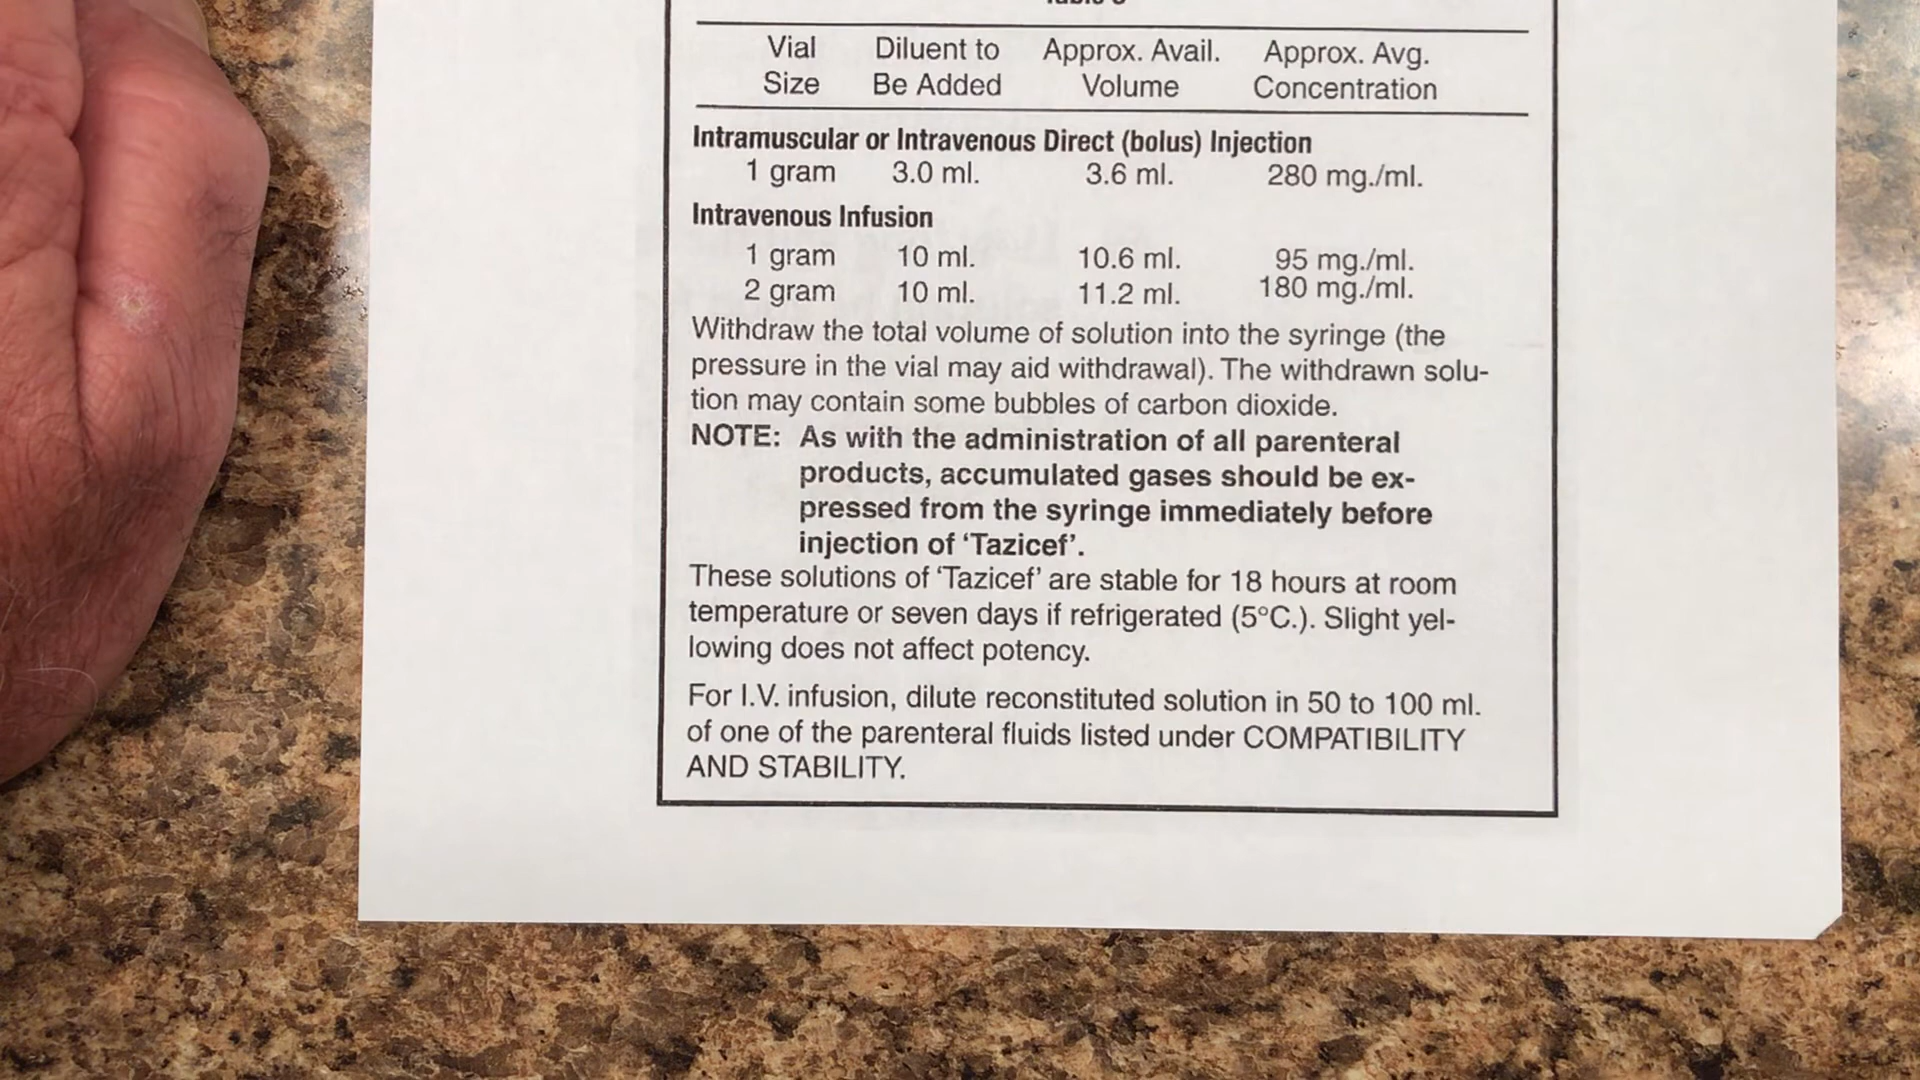 Vial Diluent to Approx. Avail. Approx. Avg.
Size Be Added Volume Concentration
Intramuscular or Intravenous Direct (bolus) Injection
1 gram 3.0 ml. 3.6 ml. 280 mg./ml.
Intravenous Infusion
1 gram 10 ml. 10.6 ml. 95 mg./ml.
2 gram 10 ml. 11.2 ml. 180 mg./ml.
Withdraw the total volume of solution into the syringe (the
pressure in the vial may aid withdrawal). The withdrawn solu-
tion may contain some bubbles of carbon dioxide.
NOTE: As with the administration of all parenteral
products, accumulated gases should be ex-
pressed from the syringe immediately before
injection of ‘Tazicef’.
These solutions of ‘Tazicef’ are stable for 18 hours at room
temperature or seven days if refrigerated (5°C.). Slight yel-
lowing does not affect potency.
For I.V. infusion, dilute reconstituted solution in 50 to 100 ml.
of one of the parenteral fluids listed under COMPATIBILITY
AND STABILITY.